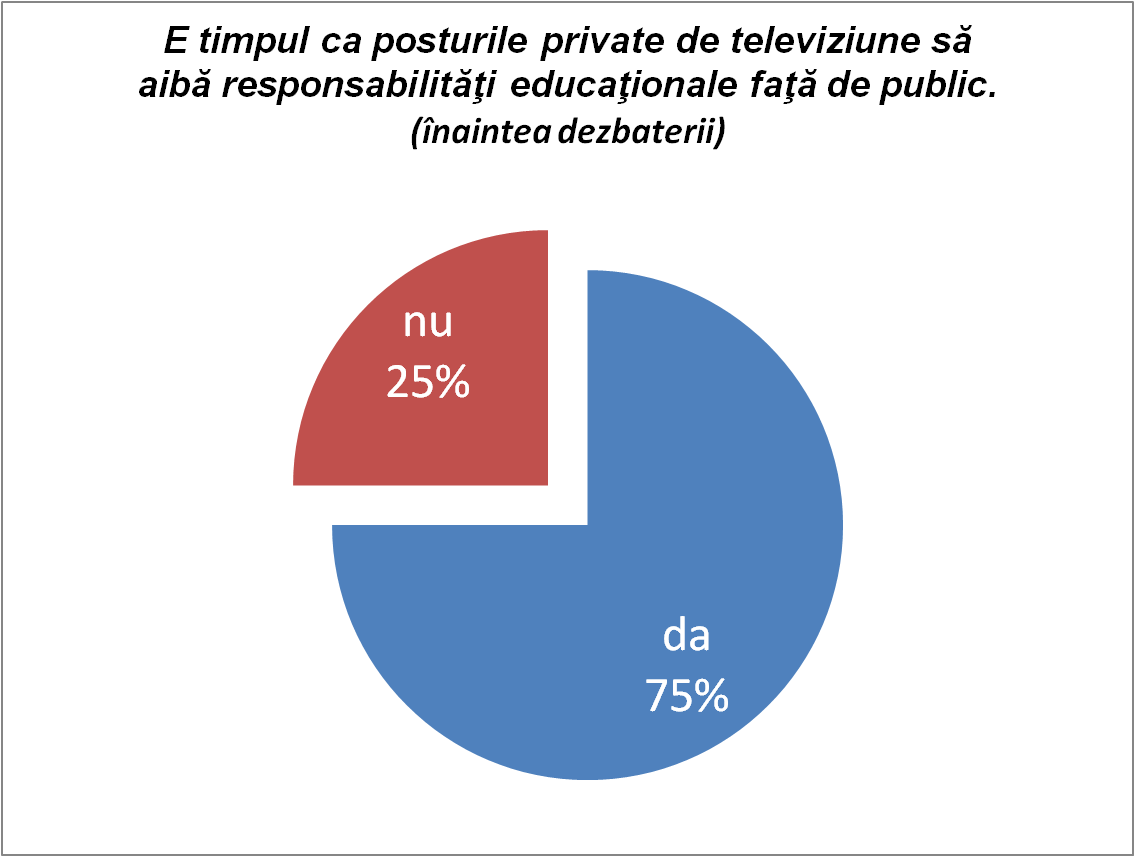 E timpul ca posturile private de televiziune să
aibă responsabilităţi educaţionale faţă de public.
(înaintea dezbaterii)
nu
25%
da
75%